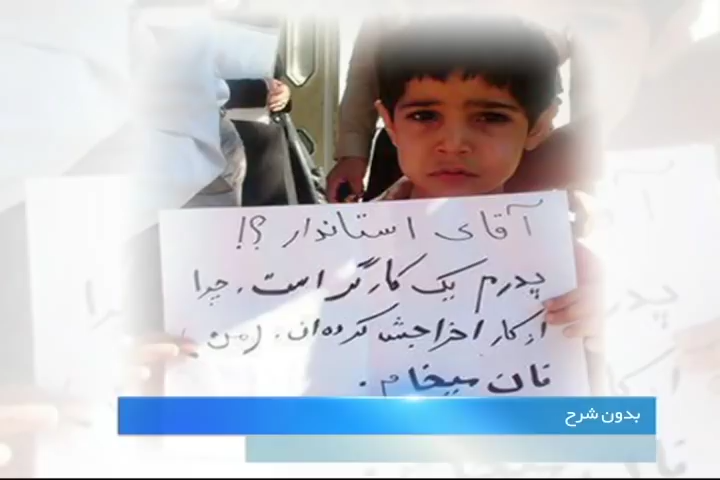 آقای استاندار ؟!
پدرم یک کارگر است، چرا
از کار اخراجش کرده‌اند، (من
نان میخام.
بدون شرح